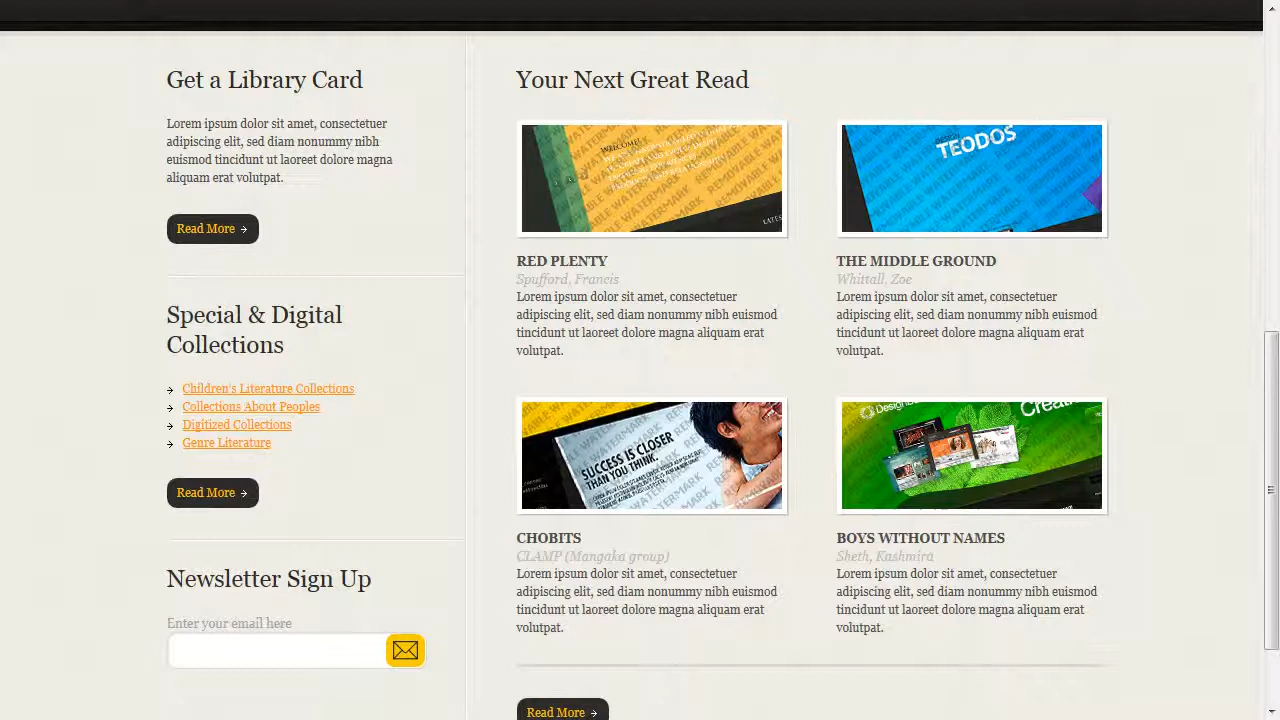 Get a Library Card
Lorem ipsum dolor sit amet, consectetuer
adipiscing elit, sed diam nonummy nibh
euismod tincidunt ut laoreet dolore magna
aliquam erat volutpat.
Read More
Special & Digital
Collections
Children's Literature Collections
Collections About Peoples
Digitized Collections
Genre Literature
Read More
Newsletter Sign Up
Enter your email here
Your Next Great Read
WELCOME!
REMOVABLE WATERMARK
RED PLENTY
Spufford, Francis
Lorem ipsum dolor sit amet, consectetuer
adipiscing elit, sed diam nonummy nibh euismod
tincidunt ut laoreet dolore magna aliquam erat
volutpat.
TEODOS
REMOVABLE WATERMARK
THE MIDDLE GROUND
Whittall, Zoe
Lorem ipsum dolor sit amet, consectetuer
adipiscing elit, sed diam nonummy nibh euismod
tincidunt ut laoreet dolore magna aliquam erat
volutpat.
SUCCESS IS CLOSER
THAN YOU THINK.
CHOBITS
CLAMP (Mangaka group)
Lorem ipsum dolor sit amet, consectetuer
adipiscing elit, sed diam nonummy nibh euismod
tincidunt ut laoreet dolore magna aliquam erat
volutpat.
BOYS WITHOUT NAMES
Sheth, Kashmira
Lorem ipsum dolor sit amet, consectetuer
adipiscing elit, sed diam nonummy nibh euismod
tincidunt ut laoreet dolore magna aliquam erat
volutpat.
Read More